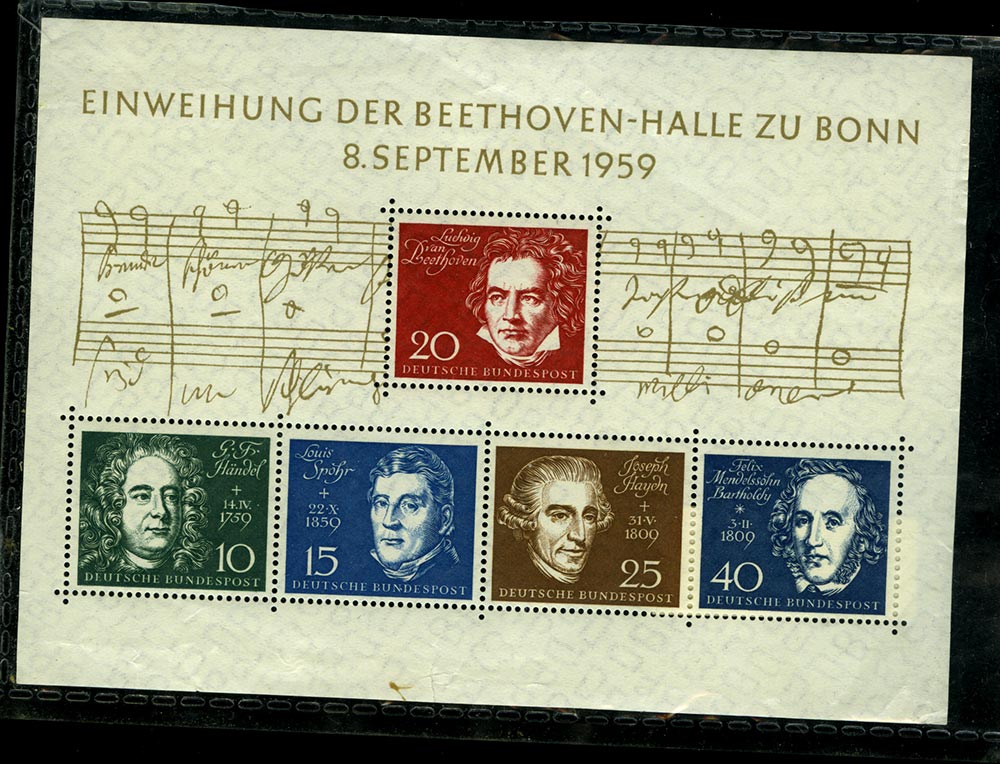 EINWEIHUNG DER BEETHOVEN-HALLE ZU BONN
8. SEPTEMBER 1959
Ludwig
van
Beethoven
20
DEUTSCHE BUNDESPOST
G. Fr.
Händel
+
14.IV.
1759
10
DEUTSCHE BUNDESPOST
Louis
Spohr
+
22·X·
1859
15
DEUTSCHE BUNDESPOST
Joseph
Haydn
+
31·V·
1809
25
DEUTSCHE BUNDESPOST
Felix
Mendelssohn
Bartholdy
*
3·II·
1809
40
DEUTSCHE BUNDESPOST